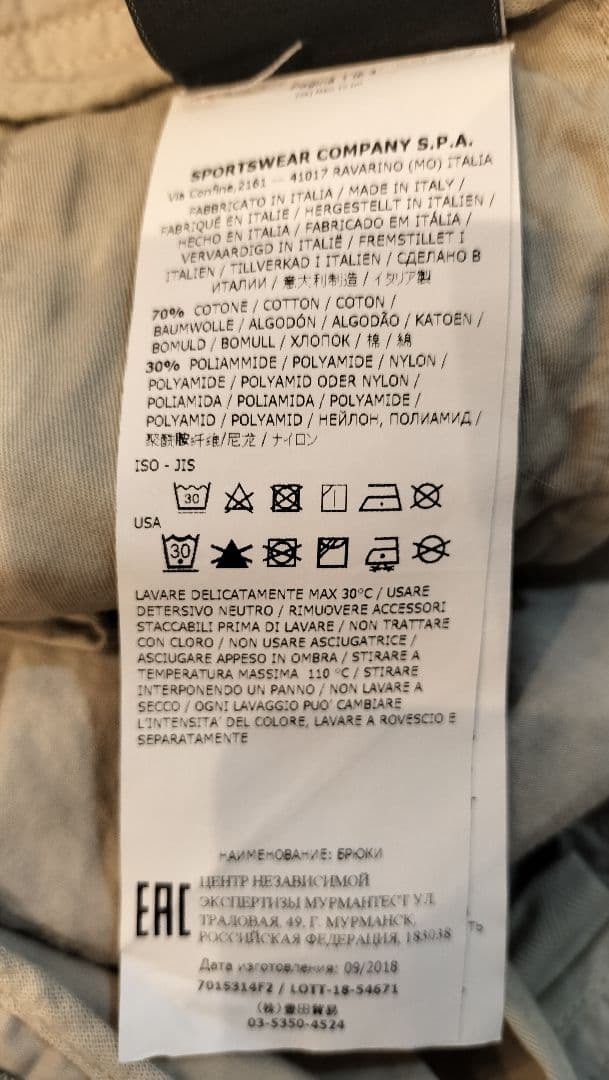 SPORTSWEAR COMPANY S.P.A.
Via Confine, 2161 — 41017 RAVARINO (MO) ITALIA
FABBRICATO IN ITALIA / MADE IN ITALY /
FABRIQUÉ EN ITALIE / HERGESTELLT IN ITALIEN /
HECHO EN ITALIA / FABRICADO EM ITÁLIA /
VERVAARDIGD IN ITALIË / FREMSTILLET I
ITALIEN / TILLVERKAD I ITALIEN / СДЕЛАНО В
ИТАЛИИ / 意大利制造 / イタリア製
70% COTONE / COTTON / COTON /
BAUMWOLLE / ALGODÓN / ALGODÃO / KATOEN /
BOMULD / BOMULL / ХЛОПОК / 棉 / 綿
30% POLIAMMIDE / POLYAMIDE / NYLON /
POLYAMIDE / POLYAMID ODER NYLON /
POLIAMIDA / POLIAMIDA / POLYAMIDE /
POLYAMID / POLYAMID / НЕЙЛОН, ПОЛИАМИД /
聚酰胺纤维/尼龙 / ナイロン
ISO - JIS
30
USA
30
LAVARE DELICATAMENTE MAX 30°C / USARE
DETERSIVO NEUTRO / RIMUOVERE ACCESSORI
STACCABILI PRIMA DI LAVARE / NON TRATTARE
CON CLORO / NON USARE ASCIUGATRICE /
ASCIUGARE APPESO IN OMBRA / STIRARE A
TEMPERATURA MASSIMA 110 °C / STIRARE
INTERPONENDO UN PANNO / NON LAVARE A
SECCO / OGNI LAVAGGIO PUO' CAMBIARE
L'INTENSITA' DEL COLORE, LAVARE A ROVESCIO E
SEPARATAMENTE
НАИМЕНОВАНИЕ: БРЮКИ
EAC
ЦЕНТР НЕЗАВИСИМОЙ
ЭКСПЕРТИЗЫ МУРМАНТЕСТ УЛ.
ТРАЛОВАЯ, 49, Г. МУРМАНСК,
РОССИЙСКАЯ ФЕДЕРАЦИЯ, 183038
Дата изготовления: 09/2018
7015314F2 / LOTT-18-54671
(株)豊田貿易
03-5350-4524